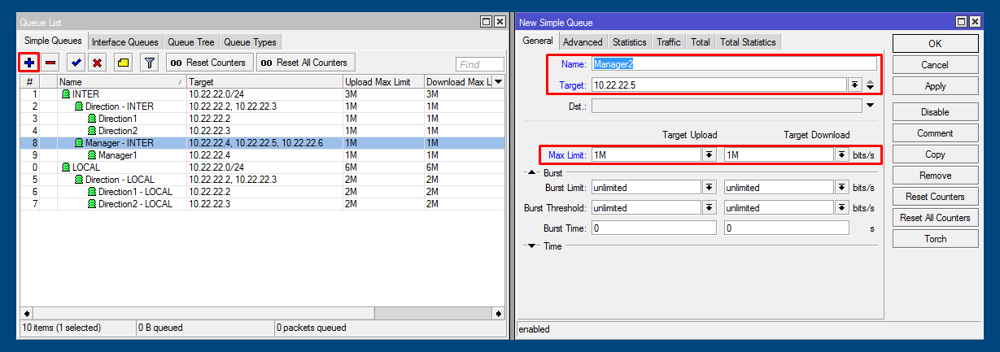 Queue List
Simple Queues Interface Queues Queue Tree Queue Types
00 Reset Counters 00 Reset All Counters Find
# Name Target Upload Max Limit Download Max L
1 INTER 10.22.22.0/24 3M 3M
2 Direction - INTER 10.22.22.2, 10.22.22.3 1M 1M
3 Direction1 10.22.22.2 1M 1M
4 Direction2 10.22.22.3 1M 1M
8 Manager - INTER 10.22.22.4, 10.22.22.5, 10.22.22.6 1M 1M
9 Manager1 10.22.22.4 1M 1M
0 LOCAL 10.22.22.0/24 6M 6M
5 Direction - LOCAL 10.22.22.2, 10.22.22.3 2M 2M
6 Direction1 - LOCAL 10.22.22.2 2M 2M
7 Direction2 - LOCAL 10.22.22.3 2M 2M
10 items (1 selected) 0 B queued 0 packets queued
New Simple Queue
General Advanced Statistics Traffic Total Total Statistics
Name: Manager2
Target: 10.22.22.5
Dst.:
Target Upload Target Download
Max Limit: 1M 1M bits/s
Burst
Burst Limit: unlimited unlimited bits/s
Burst Threshold: unlimited unlimited bits/s
Burst Time: 0 0 s
Time
OK
Cancel
Apply
Disable
Comment
Copy
Remove
Reset Counters
Reset All Counters
Torch
enabled